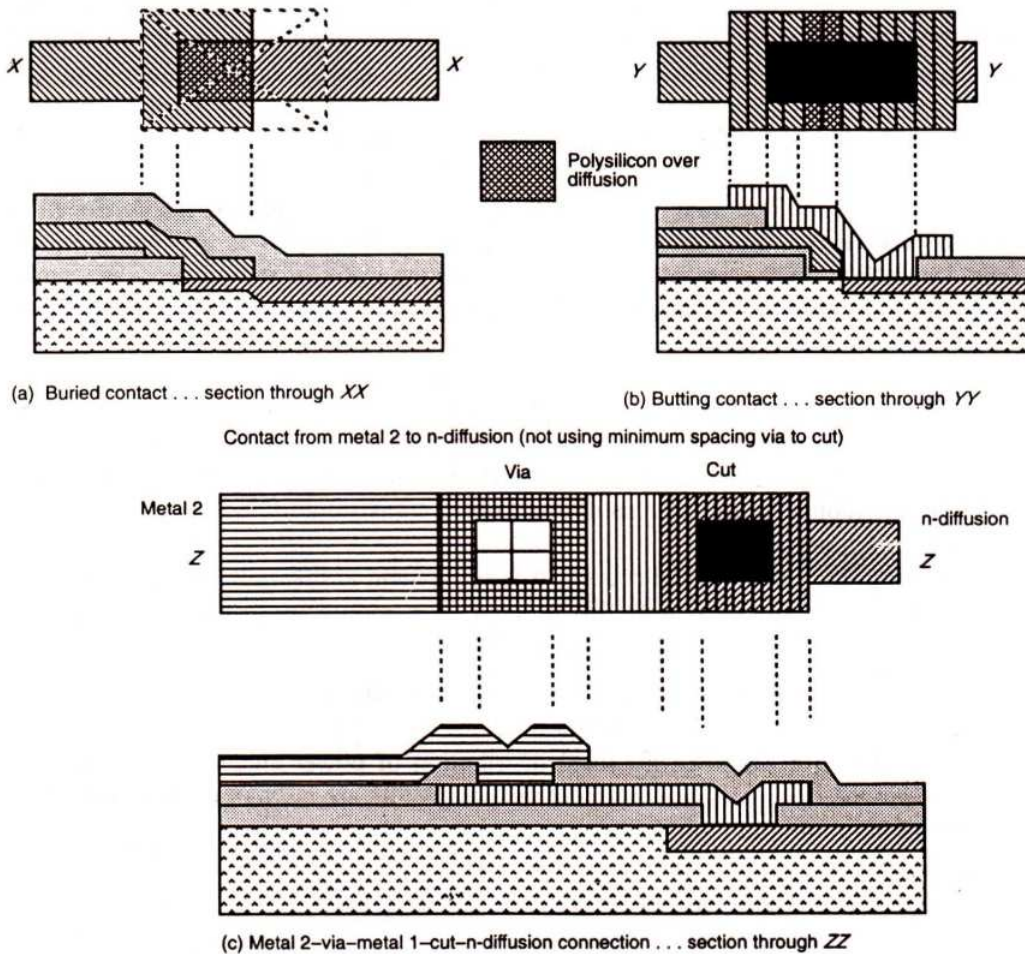 X
X
Y
Y
Polysilicon over
diffusion
(a) Buried contact . . . section through XX
(b) Butting contact . . . section through YY
Contact from metal 2 to n-diffusion (not using minimum spacing via to cut)
Via
Cut
Metal 2
n-diffusion
Z
Z
(c) Metal 2–via–metal 1–cut–n-diffusion connection . . . section through ZZ